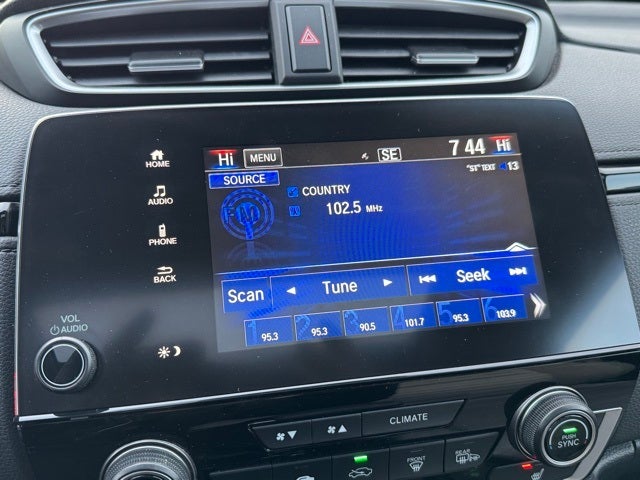 Hi MENU SE 7 44 Hi
SOURCE "ST" TEXT 13
COUNTRY
FM 102.5 MHz
Scan Tune Seek
1 95.3 2 95.3 3 90.5 4 101.7 5 95.3 6 103.9
HOME
AUDIO
PHONE
BACK
VOL
AUDIO
CLIMATE
FRONT REAR
PUSH
SYNC